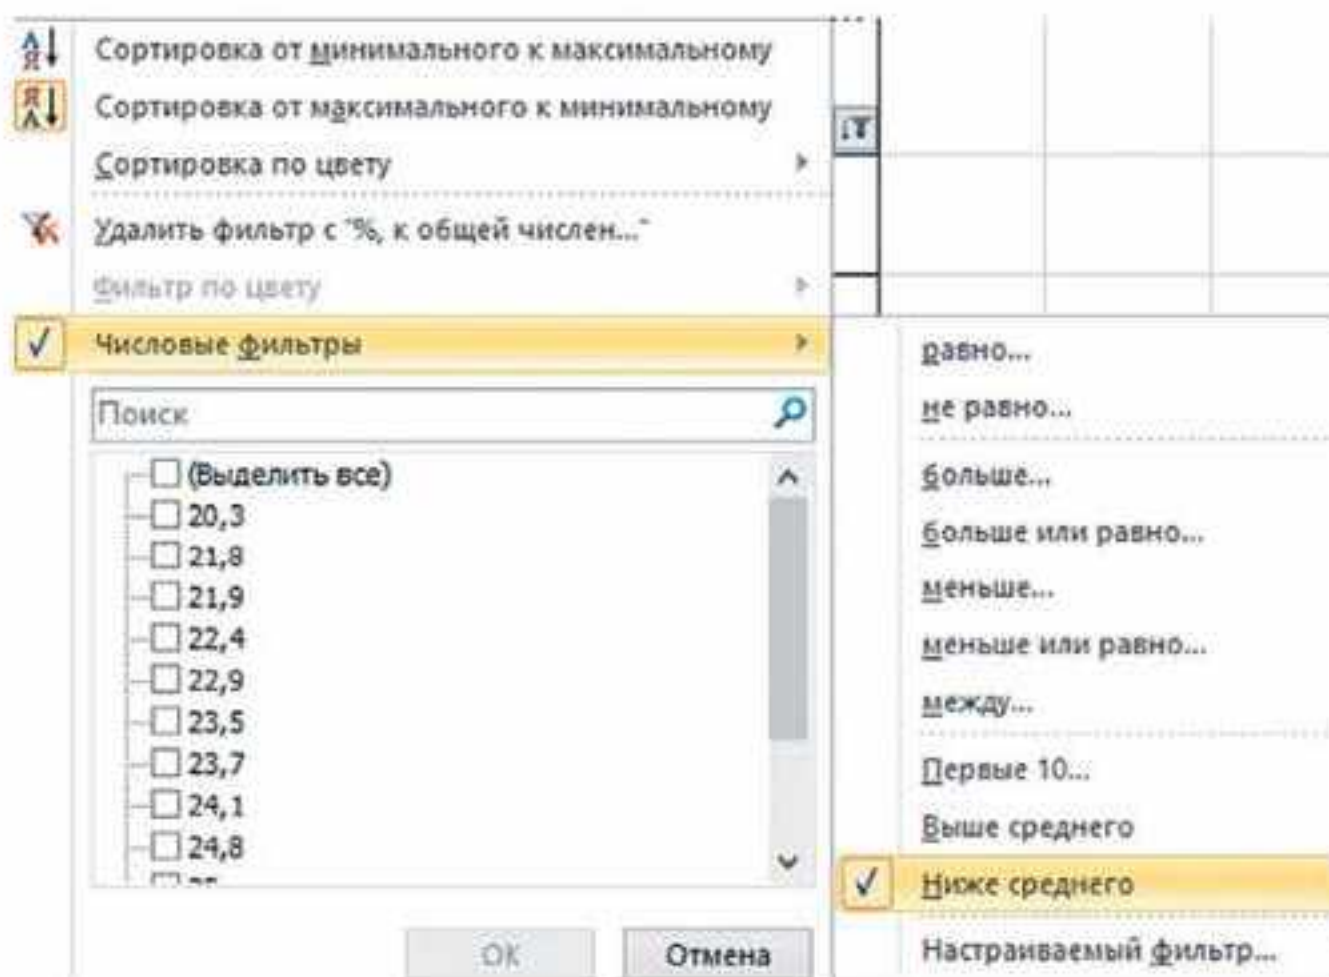 Сортировка от минимального к максимальному
Сортировка от максимального к минимальному
Сортировка по цвету
Удалить фильтр с "%, к общей числен..."
Фильтр по цвету
Числовые фильтры
Поиск
(Выделить все)
20,3
21,8
21,9
22,4
22,9
23,5
23,7
24,1
24,8
ОК
Отмена
равно...
не равно...
больше...
больше или равно...
меньше...
меньше или равно...
между...
Первые 10...
Выше среднего
Ниже среднего
Настраиваемый фильтр...